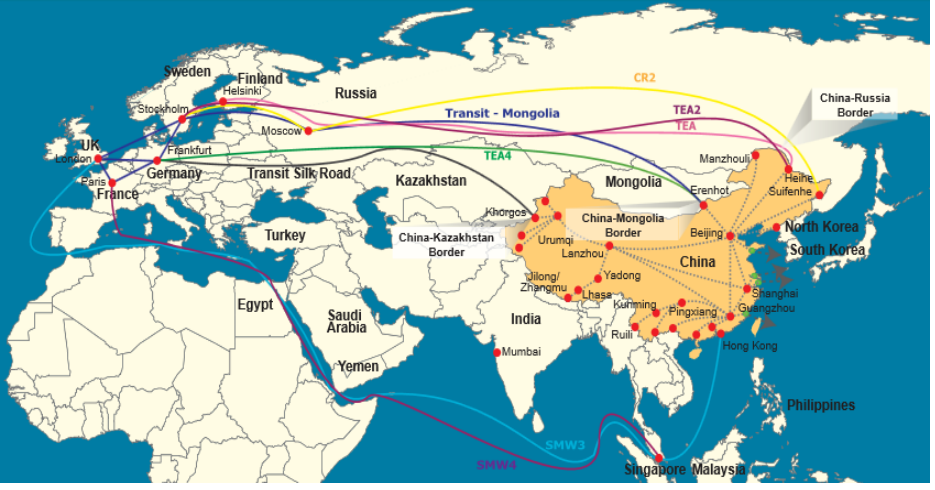 Sweden
Finland
Helsinki
Russia
CR2
Stockholm
TEA2
China-Russia
Border
Transit - Mongolia
TEA
Moscow
UK
London
Frankfurt
TEA4
Manzhouli
Paris
Germany
Transit Silk Road
Heihe
France
Kazakhstan
Mongolia
Erenhot
Suifenhe
Khorgos
China-Mongolia
Border
North Korea
Turkey
China-Kazakhstan
Border
Urumqi
Beijing
Lanzhou
China
South Korea
Jilong/
Zhangmu
Yadong
Lhasa
Shanghai
Egypt
Saudi
Arabia
Kunming
Pingxiang
Guangzhou
India
Ruili
Hong Kong
Yemen
Mumbai
Philippines
SMW3
SMW4
Singapore
Malaysia